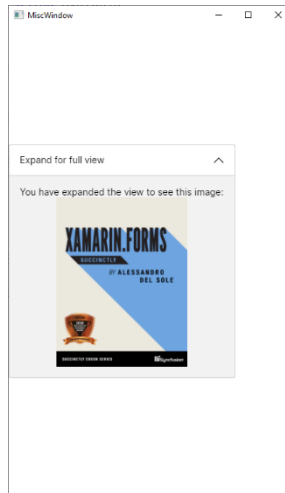 MiscWindow
Expand for full view
You have expanded the view to see this image:
XAMARIN.FORMS
SUCCINCTLY
BY ALESSANDRO
DEL SOLE
SUCCINCTLY EBOOK SERIES
Syncfusion